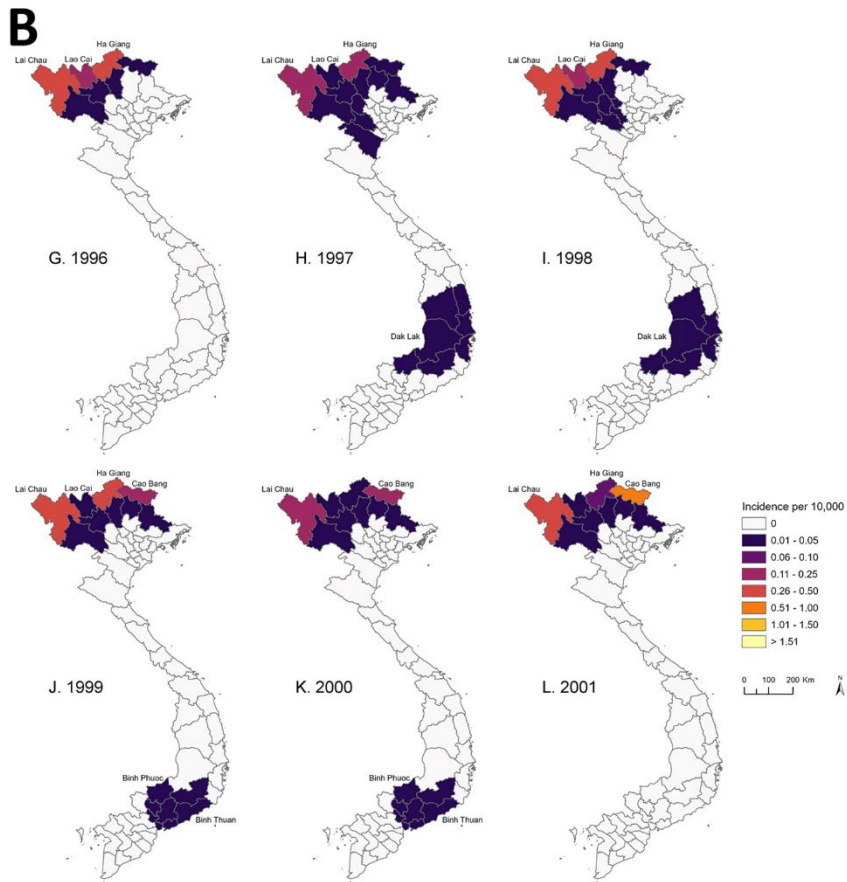 B
Ha Giang
Lao Cai
Lai Chau
G. 1996
Ha Giang
Lao Cai
Lai Chau
Dak Lak
H. 1997
Ha Giang
Lao Cai
Lai Chau
Dak Lak
I. 1998
Ha Giang
Lao Cai
Cao Bang
Lai Chau
Binh Phuoc
Binh Thuan
J. 1999
Cao Bang
Lai Chau
Binh Phuoc
Binh Thuan
K. 2000
Ha Giang
Cao Bang
Lai Chau
L. 2001
Incidence per 10,000
0
0.01 - 0.05
0.06 - 0.10
0.11 - 0.25
0.26 - 0.50
0.51 - 1.00
1.01 - 1.50
> 1.51
0 100 200 Km
N